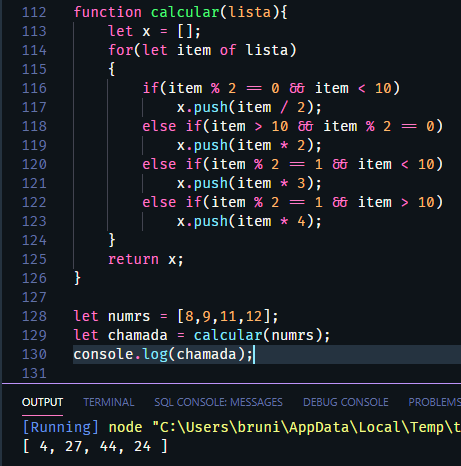 112 function calcular(lista){
113     let x = [];
114     for(let item of lista)
115     {
116         if(item % 2 == 0 && item < 10)
117             x.push(item / 2);
118         else if(item > 10 && item % 2 == 0)
119             x.push(item * 2);
120         else if(item % 2 == 1 && item < 10)
121             x.push(item * 3);
122         else if(item % 2 == 1 && item > 10)
123             x.push(item * 4);
124     }
125     return x;
126 }
127
128 let numrs = [8,9,11,12];
129 let chamada = calcular(numrs);
130 console.log(chamada);
131
OUTPUT TERMINAL SQL CONSOLE: MESSAGES DEBUG CONSOLE PROBLEMS
[Running] node "C:\Users\bruni\AppData\Local\Temp\t
[ 4, 27, 44, 24 ]